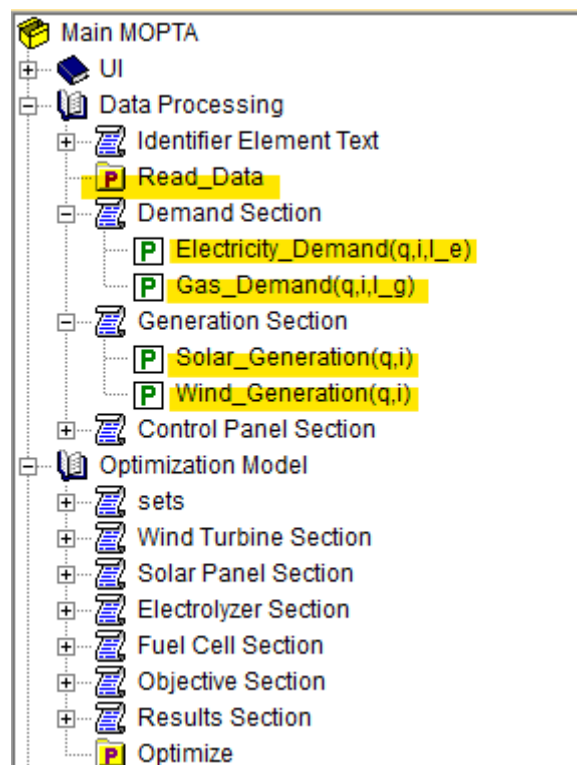 Main MOPTA
UI
Data Processing
Identifier Element Text
P Read_Data
Demand Section
P Electricity_Demand(q,i,l_e)
P Gas_Demand(q,i,l_g)
Generation Section
P Solar_Generation(q,i)
P Wind_Generation(q,i)
Control Panel Section
Optimization Model
sets
Wind Turbine Section
Solar Panel Section
Electrolyzer Section
Fuel Cell Section
Objective Section
Results Section
P Optimize